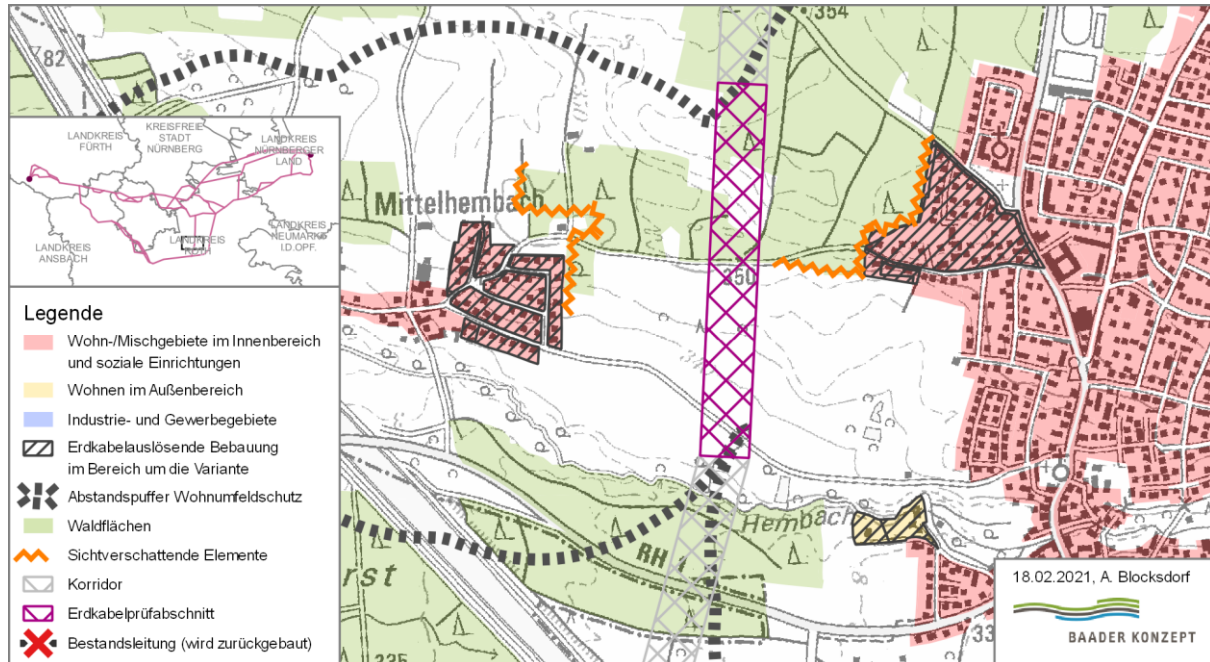 82
354
LANDKREIS
FÜRTH
KREISFREIE
STADT
NÜRNBERG
LANDKREIS
NÜRNBERGER
LAND
LANDKREIS
ANSBACH
LANDKREIS
ROTH
LANDKREIS
NEUMARKT
I.D.OPF.
Mittelhembach
350
Legende
Wohn-/Mischgebiete im Innenbereich
und soziale Einrichtungen
Wohnen im Außenbereich
Industrie- und Gewerbegebiete
Erdkabelauslösende Bebauung
im Bereich um die Variante
Abstandspuffer Wohnumfeldschutz
Waldflächen
Sichtverschattende Elemente
Korridor
Erdkabelprüfabschnitt
Bestandsleitung (wird zurückgebaut)
Hembach
RH
rst
335
33
18.02.2021, A. Blocksdorf
BAADER KONZEPT